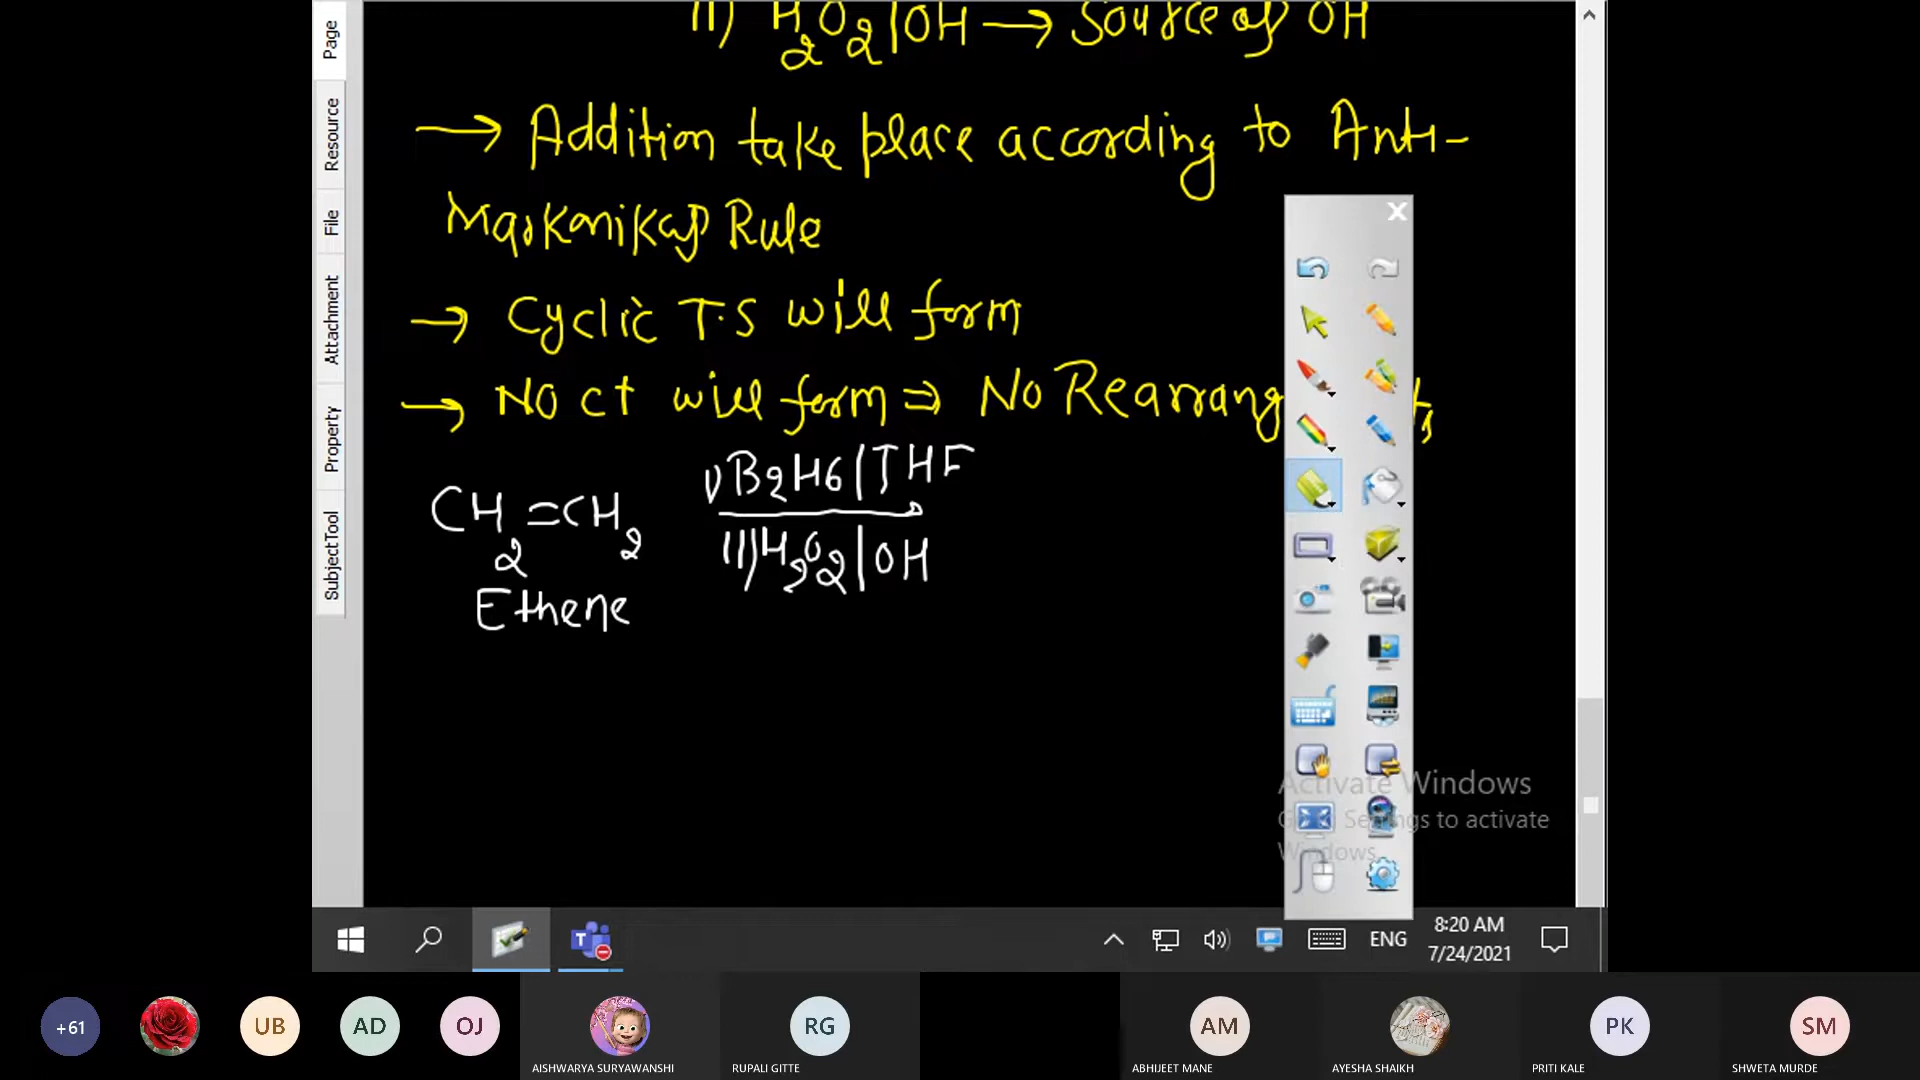 Page
Resource
File
Attachment
Property
SubjectTool
II) H2O2|OH → Source of OH
→ Addition take place according to Anti-
Markonikav Rule
→ Cyclic T.S will form
→ NO C+ will form ⇒ No Rearrang ts
CH2=CH2
I) B2H6|THF
II) H2O2|OH
Ethene
Activate Windows
Go to Settings to activate
Windows.
ENG
8:20 AM
7/24/2021
+61
UB
AD
OJ
AISHWARYA SURYAWANSHI
RG
RUPALI GITTE
AM
ABHIJEET MANE
AYESHA SHAIKH
PK
PRITI KALE
SM
SHWETA MURDE